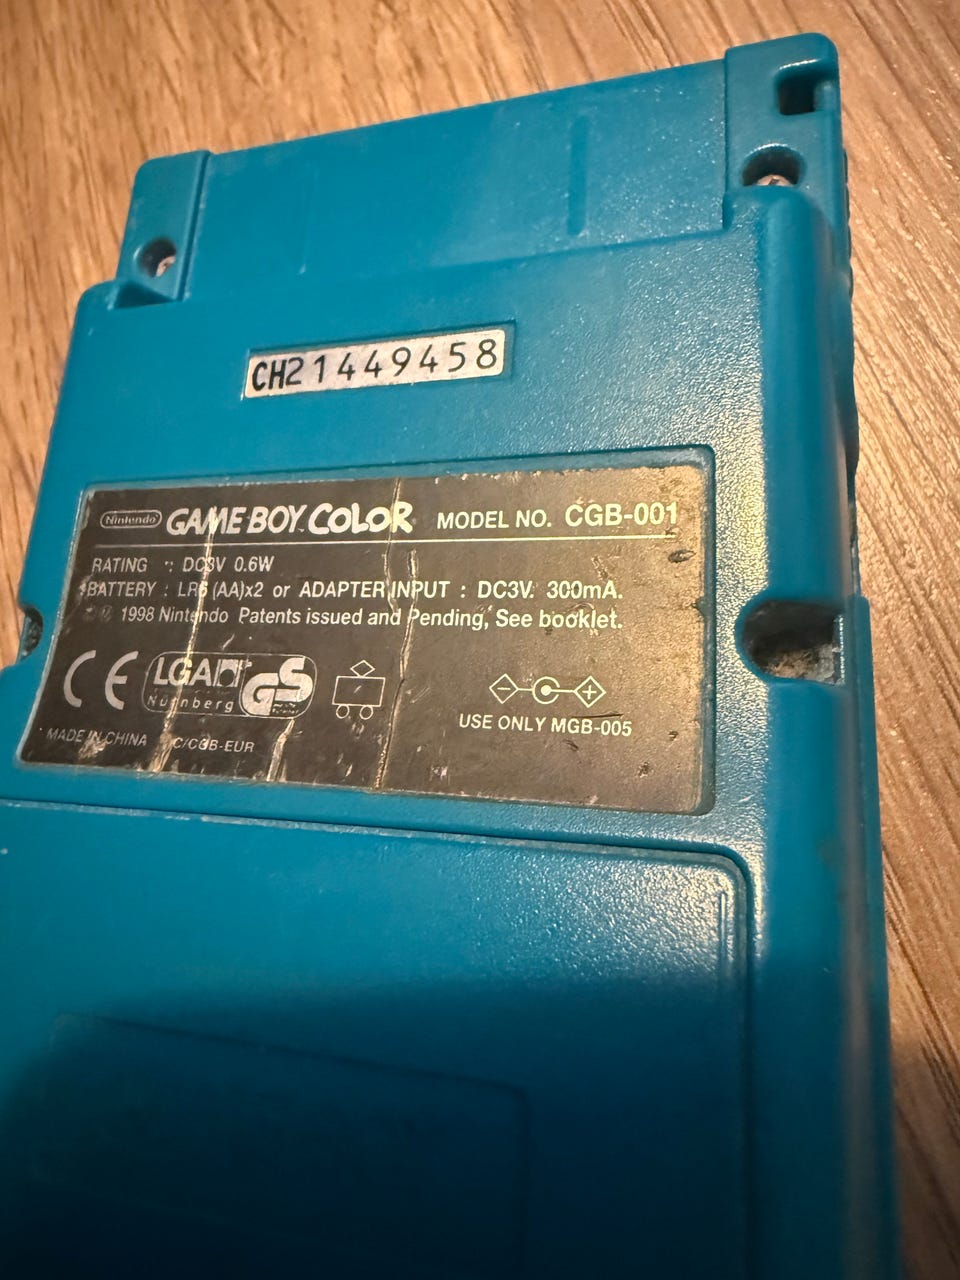 CH21449458
Nintendo GAME BOY COLOR MODEL NO. CGB-001
RATING : DC3V 0.6W
BATTERY : LR6 (AA)x2 or ADAPTER INPUT : DC3V 300mA.
© 1998 Nintendo Patents issued and Pending, See booklet.
CE LGA Nürnberg GS
- +
USE ONLY MGB-005
MADE IN CHINA C/CGB-EUR